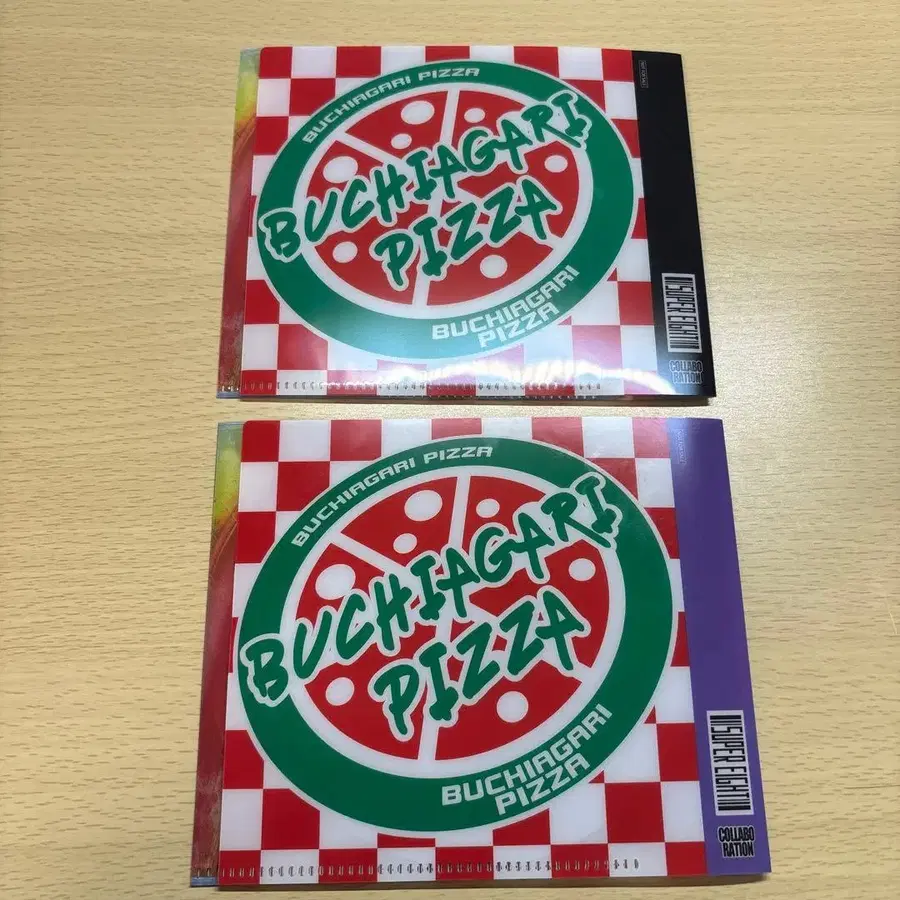 BUCHIAGARI PIZZA
BUCHIAGARI
PIZZA
BUCHIAGARI
PIZZA
SUPER EIGHT
COLLABO
RATION
BUCHIAGARI PIZZA
BUCHIAGARI
PIZZA
BUCHIAGARI
PIZZA
SUPER EIGHT
COLLABO
RATION